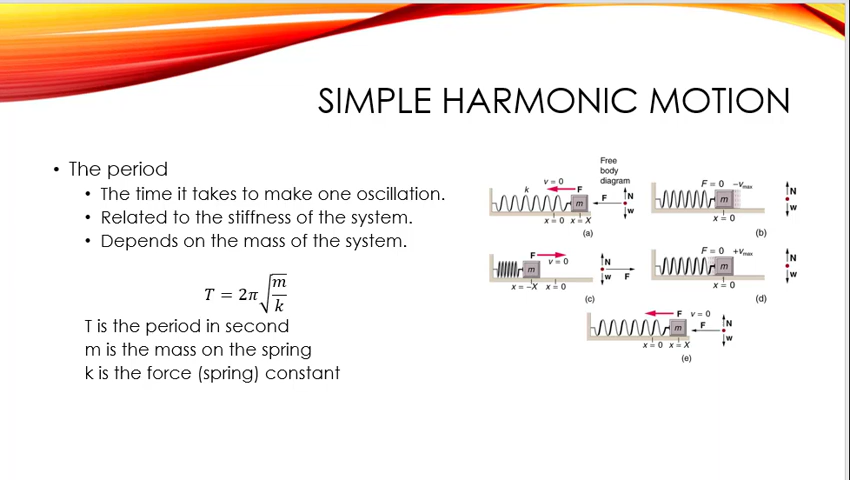 SIMPLE HARMONIC MOTION
• The period
• The time it takes to make one oscillation.
• Related to the stiffness of the system.
• Depends on the mass of the system.
T = 2π√(m/k)
T is the period in second
m is the mass on the spring
k is the force (spring) constant
Free
body
diagram
v = 0
k
F
m
F
N
w
x = 0 x = X
(a)
F = 0 −vmax
m
N
w
x = 0
(b)
F
v = 0
m
N
w F
x = −X x = 0
(c)
F = 0 +vmax
m
N
w
x = 0
(d)
F v = 0
m
F
N
w
x = 0 x = X
(e)